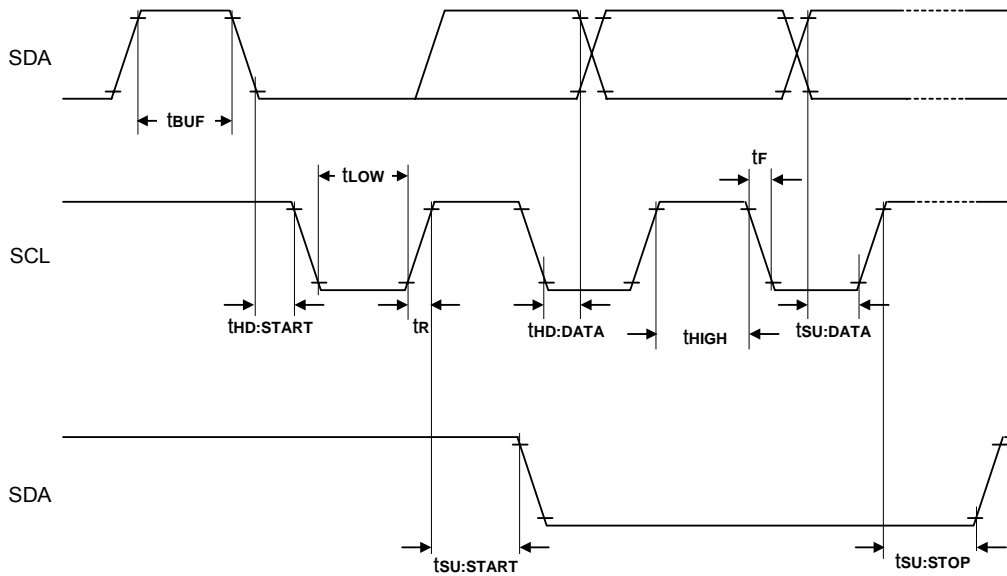 SDA
tBUF
tF
tLOW
SCL
tHD:START
tR
tHD:DATA
tHIGH
tSU:DATA
SDA
tSU:START
tSU:STOP